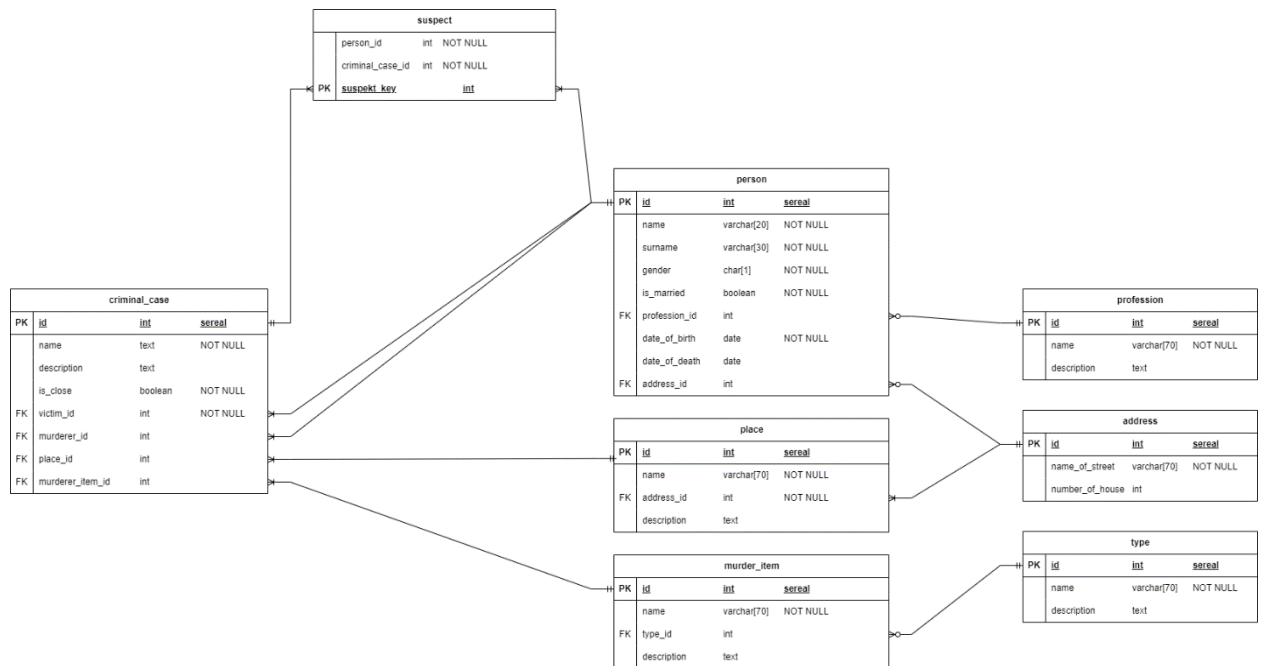 suspect
person_id int NOT NULL
criminal_case_id int NOT NULL
PK suspekt_key int
person
PK id int sereal
name varchar[20] NOT NULL
surname varchar[30] NOT NULL
gender char[1] NOT NULL
is_married boolean NOT NULL
FK profession_id int
date_of_birth date NOT NULL
date_of_death date
FK address_id int
criminal_case
PK id int sereal
name text NOT NULL
description text
is_close boolean NOT NULL
FK victim_id int NOT NULL
FK murderer_id int
FK place_id int
FK murderer_item_id int
profession
PK id int sereal
name varchar[70] NOT NULL
description text
place
PK id int sereal
name varchar[70] NOT NULL
FK address_id int NOT NULL
description text
address
PK id int sereal
name_of_street varchar[70] NOT NULL
number_of_house int
murder_item
PK id int sereal
name varchar[70] NOT NULL
FK type_id int
description text
type
PK id int sereal
name varchar[70] NOT NULL
description text